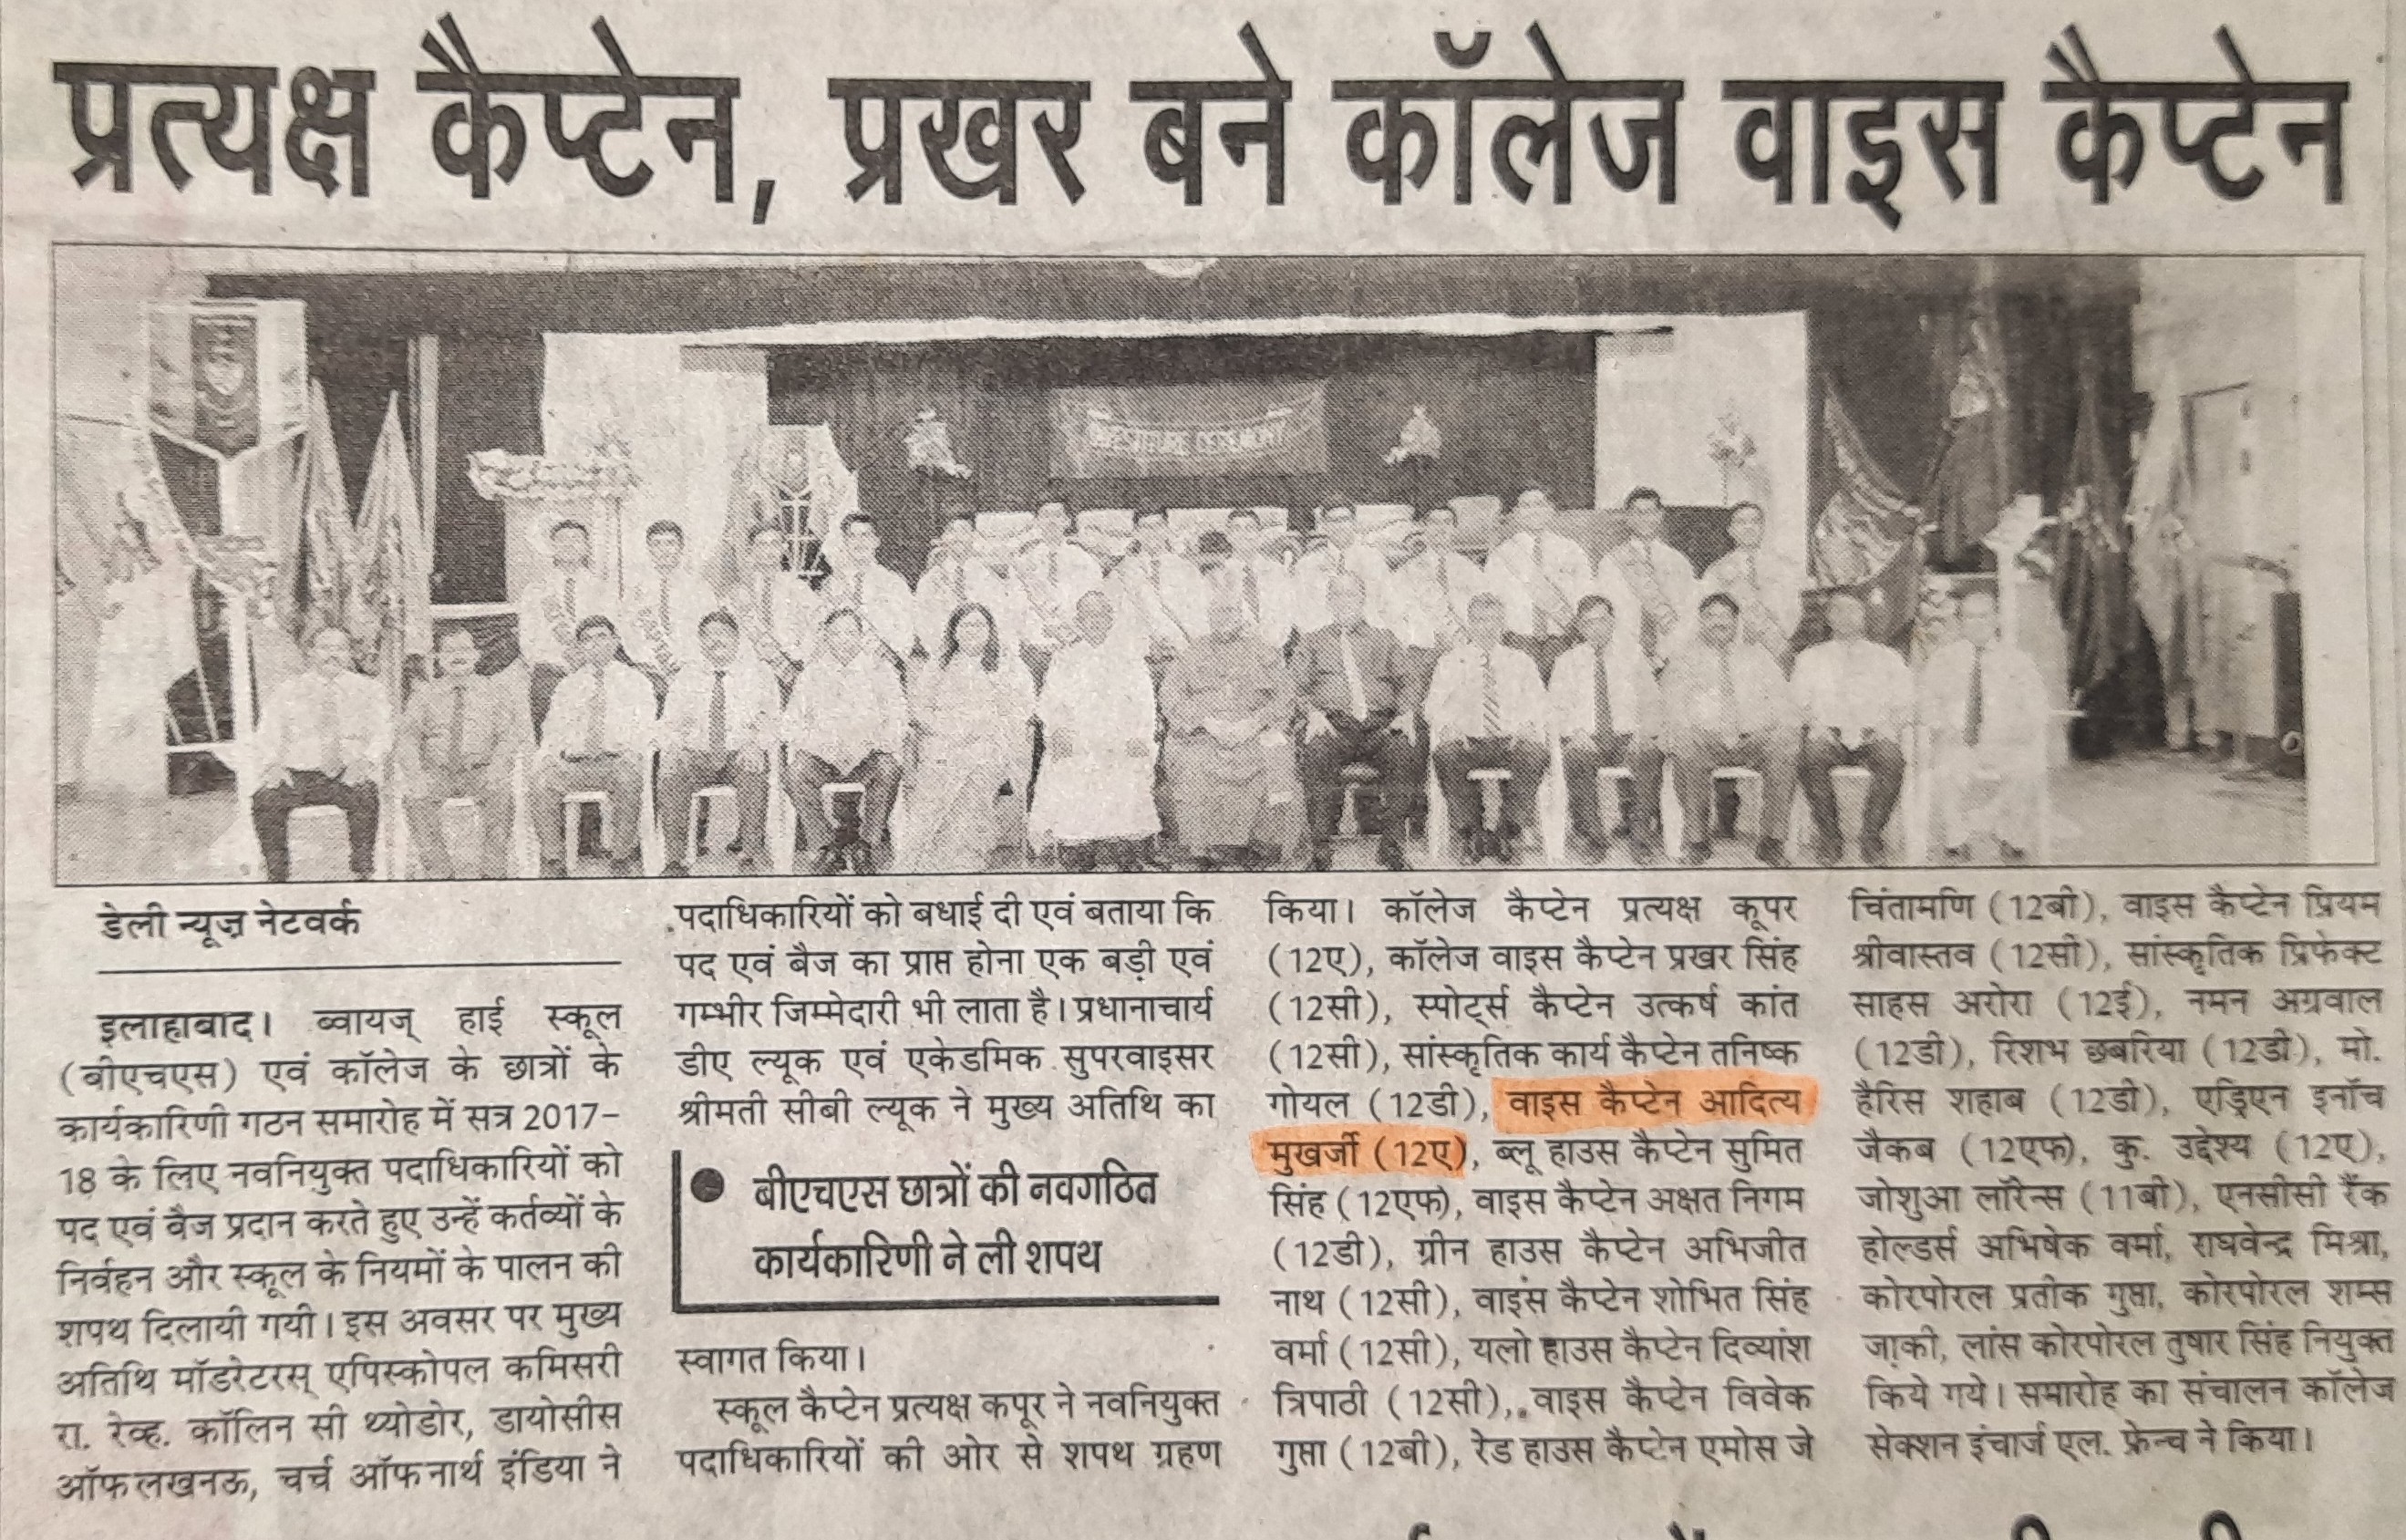 प्रत्यक्ष कैप्टेन, प्रखर बने कॉलेज वाइस कैप्टेन
डेली न्यूज़ नेटवर्क
इलाहाबाद। ब्वायज् हाई स्कूल
(बीएचएस) एवं कॉलेज के छात्रों के
कार्यकारिणी गठन समारोह में सत्र 2017-
18 के लिए नवनियुक्त पदाधिकारियों को
पद एवं वैज प्रदान करते हुए उन्हें कर्तव्यों के
निर्वहन और स्कूल के नियमों के पालन की
शपथ दिलायी गयी। इस अवसर पर मुख्य
अतिथि मॉडरेटरस् एपिस्कोपल कमिसरी
रा. रेव्ह. कॉलिन सी थ्योडोर, डायोसीस
ऑफ लखनऊ, चर्च ऑफ नार्थ इंडिया ने
पदाधिकारियों को बधाई दी एवं बताया कि
पद एवं बैज का प्राप्त होना एक बड़ी एवं
गम्भीर जिम्मेदारी भी लाता है। प्रधानाचार्य
डीए ल्यूक एवं एकेडमिक सुपरवाइसर
श्रीमती सीबी ल्यूक ने मुख्य अतिथि का
● बीएचएस छात्रों की नवगठित
कार्यकारिणी ने ली शपथ
स्वागत किया।
स्कूल कैप्टेन प्रत्यक्ष कपूर ने नवनियुक्त
पदाधिकारियों की ओर से शपथ ग्रहण
किया। कॉलेज कैप्टेन प्रत्यक्ष कूपर
(12ए), कॉलेज वाइस कैप्टेन प्रखर सिंह
(12सी), स्पोर्ट्स कैप्टेन उत्कर्ष कांत
(12सी), सांस्कृतिक कार्य कैप्टेन तनिष्क
गोयल (12डी), वाइस कैप्टेन आदित्य
मुखर्जी (12ए), ब्लू हाउस कैप्टेन सुमित
सिंह (12एफ), वाइस कैप्टेन अक्षत निगम
(12डी), ग्रीन हाउस कैप्टेन अभिजीत
नाथ (12सी), वाइस कैप्टेन शोभित सिंह
वर्मा (12सी), यलो हाउस कैप्टेन दिव्यांश
त्रिपाठी (12सी), वाइस कैप्टेन विवेक
गुप्ता (12बी), रेड हाउस कैप्टेन एमोस जे
चिंतामणि (12बी), वाइस कैप्टेन प्रियम
श्रीवास्तव (12सी), सांस्कृतिक प्रिफेक्ट
साहस अरोरा (12ई), नमन अग्रवाल
(12डी), रिशभ छबरिया (12डी), मो.
हैरिस शहाब (12डी), एड्रिएन इनॉच
जैकब (12एफ), कु. उद्देश्य (12ए),
जोशुआ लॉरेन्स (11बी), एनसीसी रैंक
होल्डर्स अभिषेक वर्मा, राघवेन्द्र मिश्रा,
कोरपोरल प्रतीक गुप्ता, कोरपोरल शम्स
जा़की, लांस कोरपोरल तुषार सिंह नियुक्त
किये गये। समारोह का संचालन कॉलेज
सेक्शन इंचार्ज एल. फ्रेन्च ने किया।